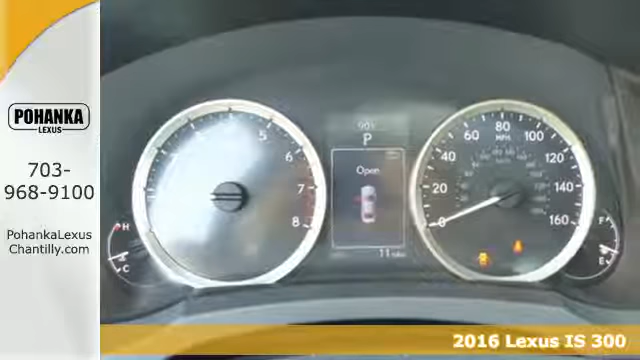 POHANKA
LEXUS
703-
968-9100
PohankaLexus
Chantilly.com
5
6
7
8
H
C
P
Open
11 miles
0
20
40
60
80
100
120
140
160
MPH
F
E
2016 Lexus IS 300